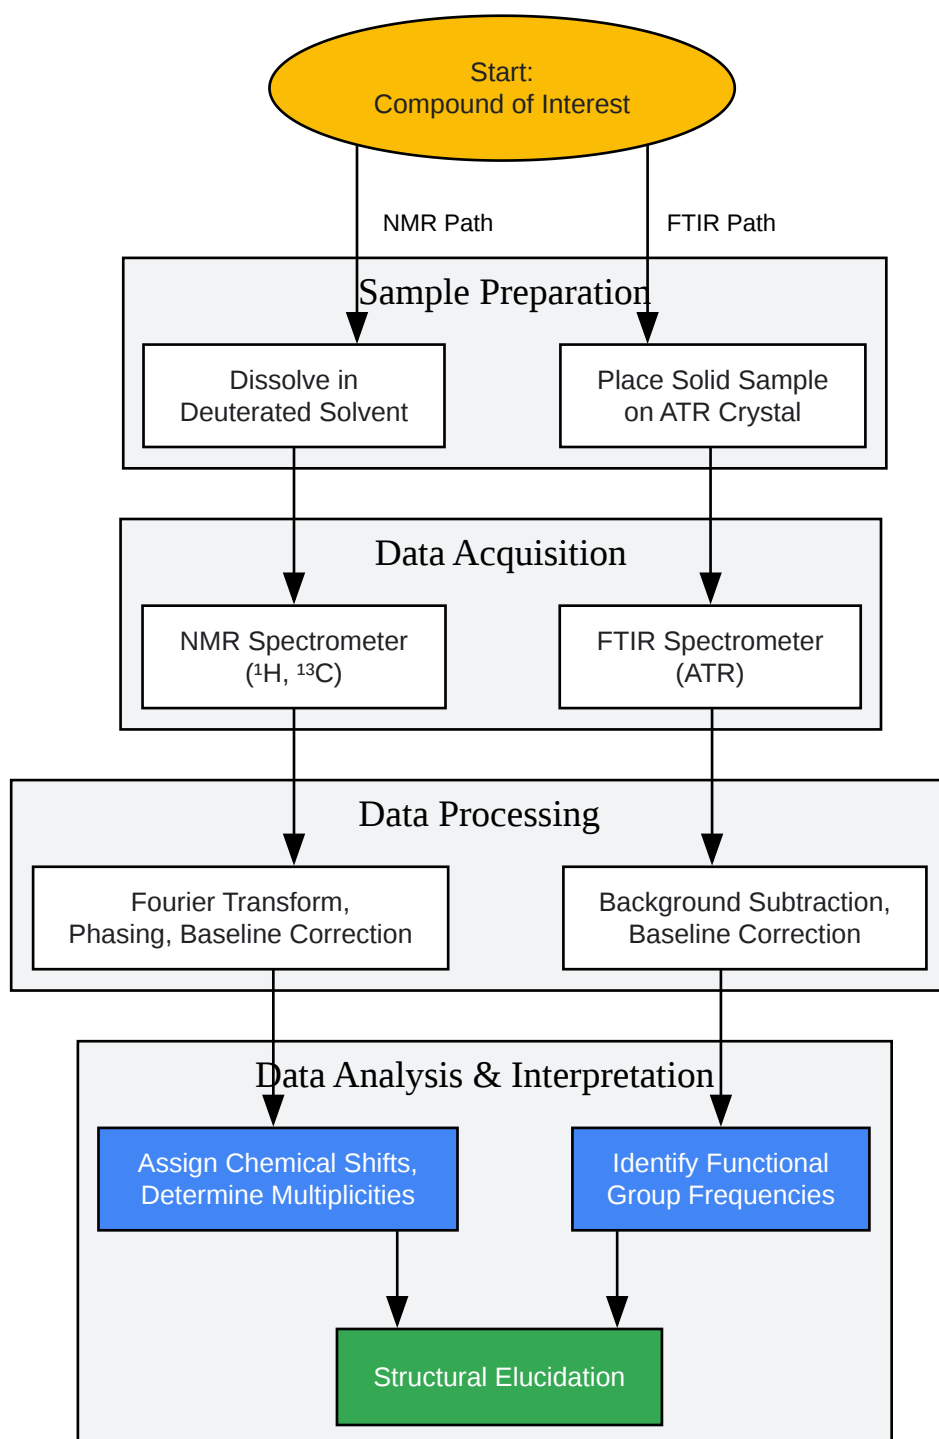 Start:
Compound of Interest
NMR Path
FTIR Path
Sample Preparation
Dissolve in
Deuterated Solvent
Place Solid Sample
on ATR Crystal
Data Acquisition
NMR Spectrometer
(¹H, ¹³C)
FTIR Spectrometer
(ATR)
Data Processing
Fourier Transform,
Phasing, Baseline Correction
Background Subtraction,
Baseline Correction
Data Analysis & Interpretation
Assign Chemical Shifts,
Determine Multiplicities
Identify Functional
Group Frequencies
Structural Elucidation